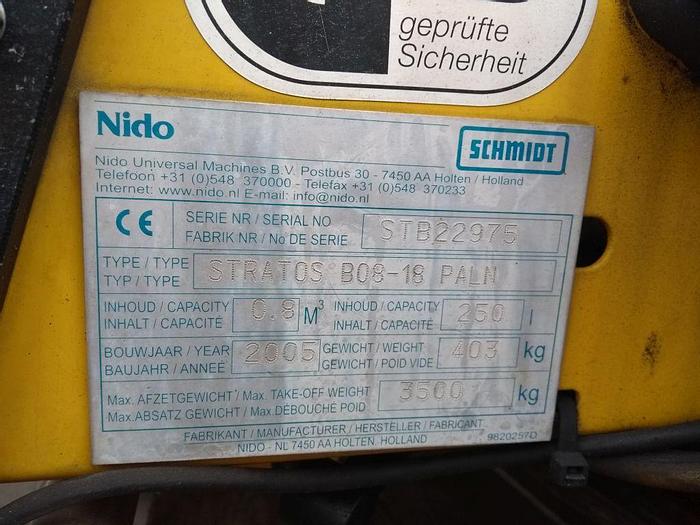 geprüfte
Sicherheit
Nido
SCHMIDT
Nido Universal Machines B.V. Postbus 30 - 7450 AA Holten / Holland
Telefoon +31 (0)548 370000 - Telefax +31 (0)548 370233
Internet: www.nido.nl E-mail: info@nido.nl
CE
SERIE NR / SERIAL NO
FABRIK NR / No DE SERIE
STB22975
TYPE / TYPE
TYP / TYPE
STRATOS B08-18 PALN
INHOUD / CAPACITY
INHALT / CAPACITÉ
0.8 M³
INHOUD / CAPACITY
INHALT / CAPACITÉ
250 l
BOUWJAAR / YEAR
BAUJAHR / ANNEE
2005
GEWICHT / WEIGHT
GEWICHT / POID VIDE
403 kg
Max. AFZETGEWICHT / Max. TAKE-OFF WEIGHT
Max. ABSATZ GEWICHT / Max DÉBOUCHÉ POID
3500 kg
FABRIKANT / MANUFACTURER / HERSTELLER / FABRICANT
NIDO - NL 7450 AA HOLTEN. HOLLAND
9820257D